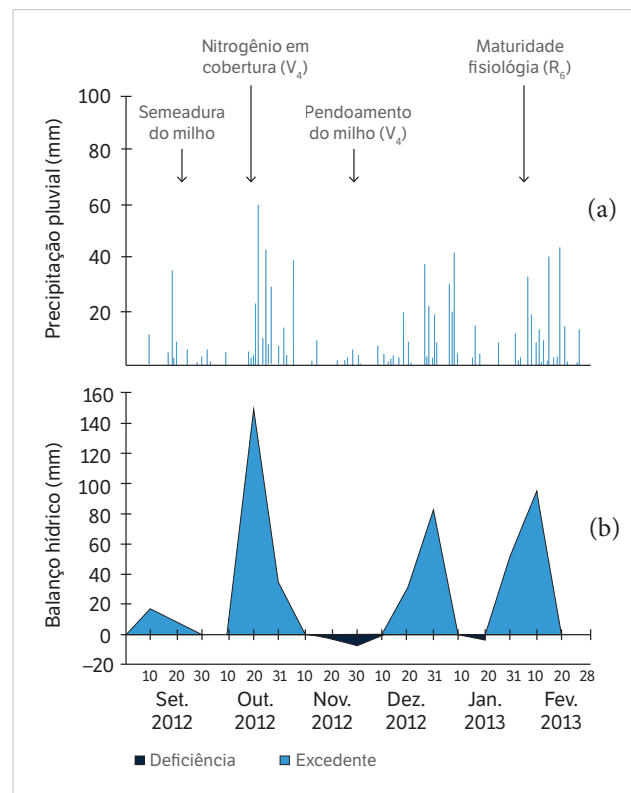 Nitrogênio em
cobertura (V4)
Maturidade
fisiológia (R6)
Semeadura
do milho
Pendoamento
do milho (V4)
Precipitação pluvial (mm)
100
80
60
40
20
(a)
Balanço hídrico (mm)
160
140
120
100
80
60
40
20
0
−20
(b)
10 20 30 10 20 31 10 20 30 10 20 31 10 20 31 10 20 28
Set. Out. Nov. Dez. Jan. Fev.
2012 2012 2012 2012 2013 2013
Deficiência Excedente